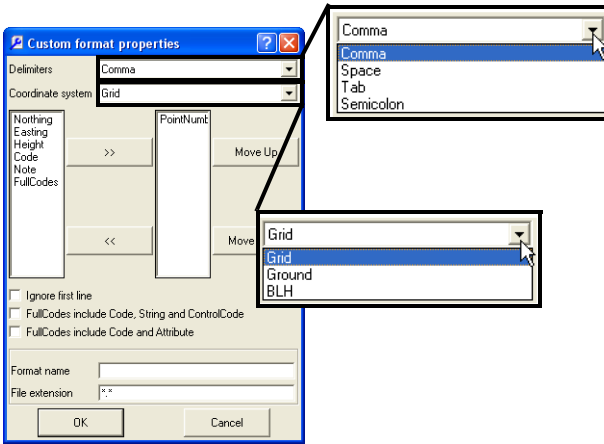 Custom format properties
Delimiters
Comma
Coordinate system
Grid
Northing
Easting
Height
Code
Note
FullCodes
>>
<<
PointNumb
Move Up
Move
Ignore first line
FullCodes include Code, String and ControlCode
FullCodes include Code and Attribute
Format name
File extension
*.*
OK
Cancel
Comma
Comma
Space
Tab
Semicolon
Grid
Grid
Ground
BLH